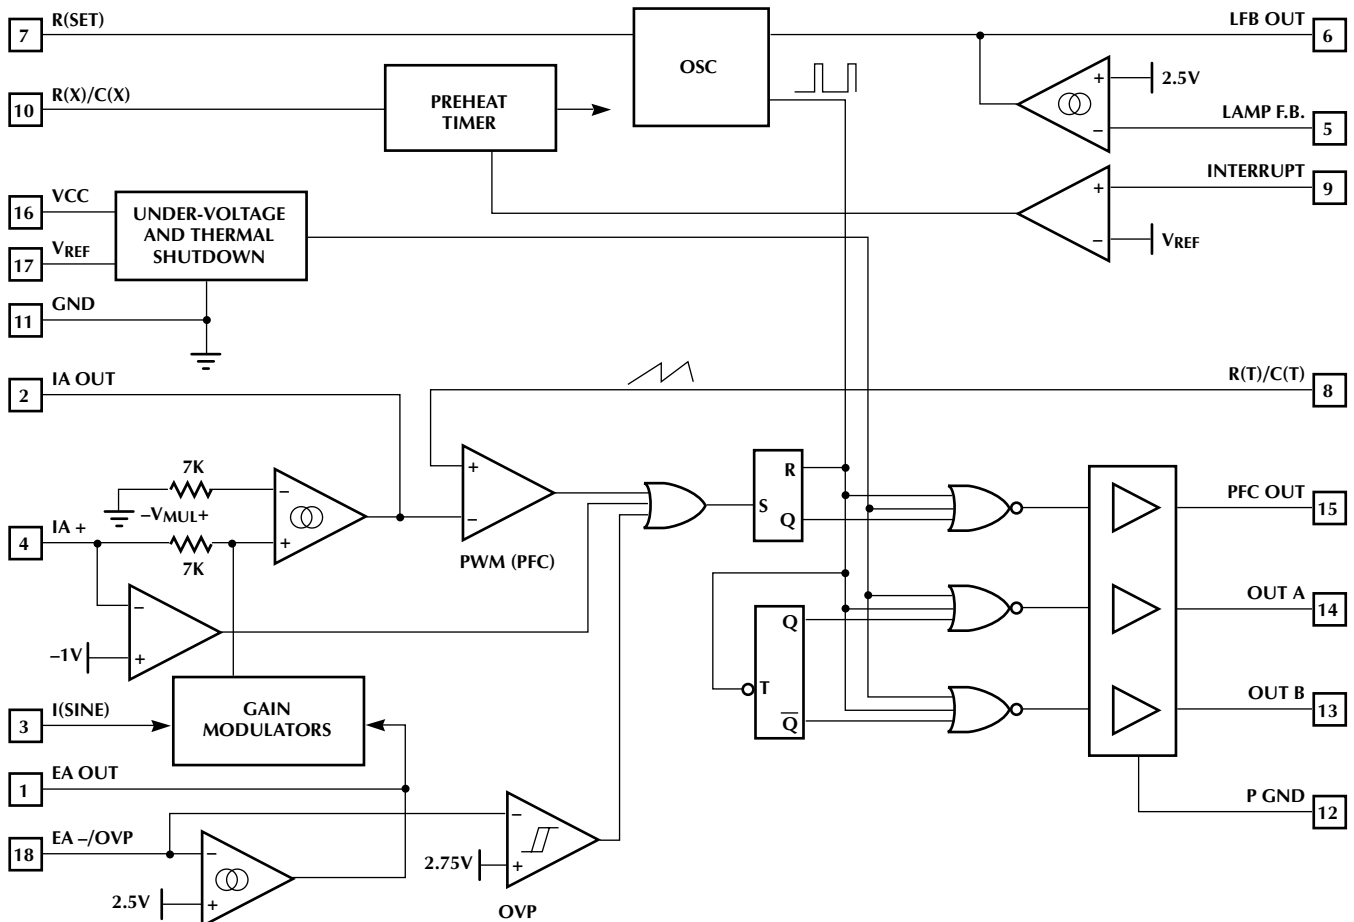 7 R(SET)
OSC
LFB OUT 6
10 R(X)/C(X)
PREHEAT
TIMER
+ 2.5V
−
LAMP F.B. 5
INTERRUPT 9
+
− VREF
16 VCC
17 VREF
UNDER-VOLTAGE
AND THERMAL
SHUTDOWN
11 GND
2 IA OUT
R(T)/C(T) 8
7K
−VMUL+
4 IA +
7K
−
+
+
−
PWM (PFC)
R
S
Q
PFC OUT 15
−
+
−1V
Q
T
Q̅
OUT A 14
OUT B 13
3 I(SINE)
GAIN
MODULATORS
1 EA OUT
P GND 12
18 EA −/OVP
−
+
2.5V
−
+
2.75V
OVP